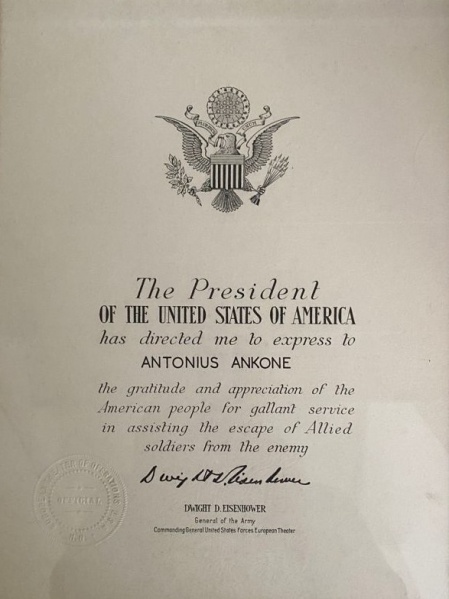 The President
OF THE UNITED STATES OF AMERICA
has directed me to express to
ANTONIUS ANKONE
the gratitude and appreciation of the
American people for gallant service
in assisting the escape of Allied
soldiers from the enemy
Dwight D. Eisenhower
DWIGHT D. EISENHOWER
General of the Army
Commanding General United States Forces European Theater
OFFICIAL